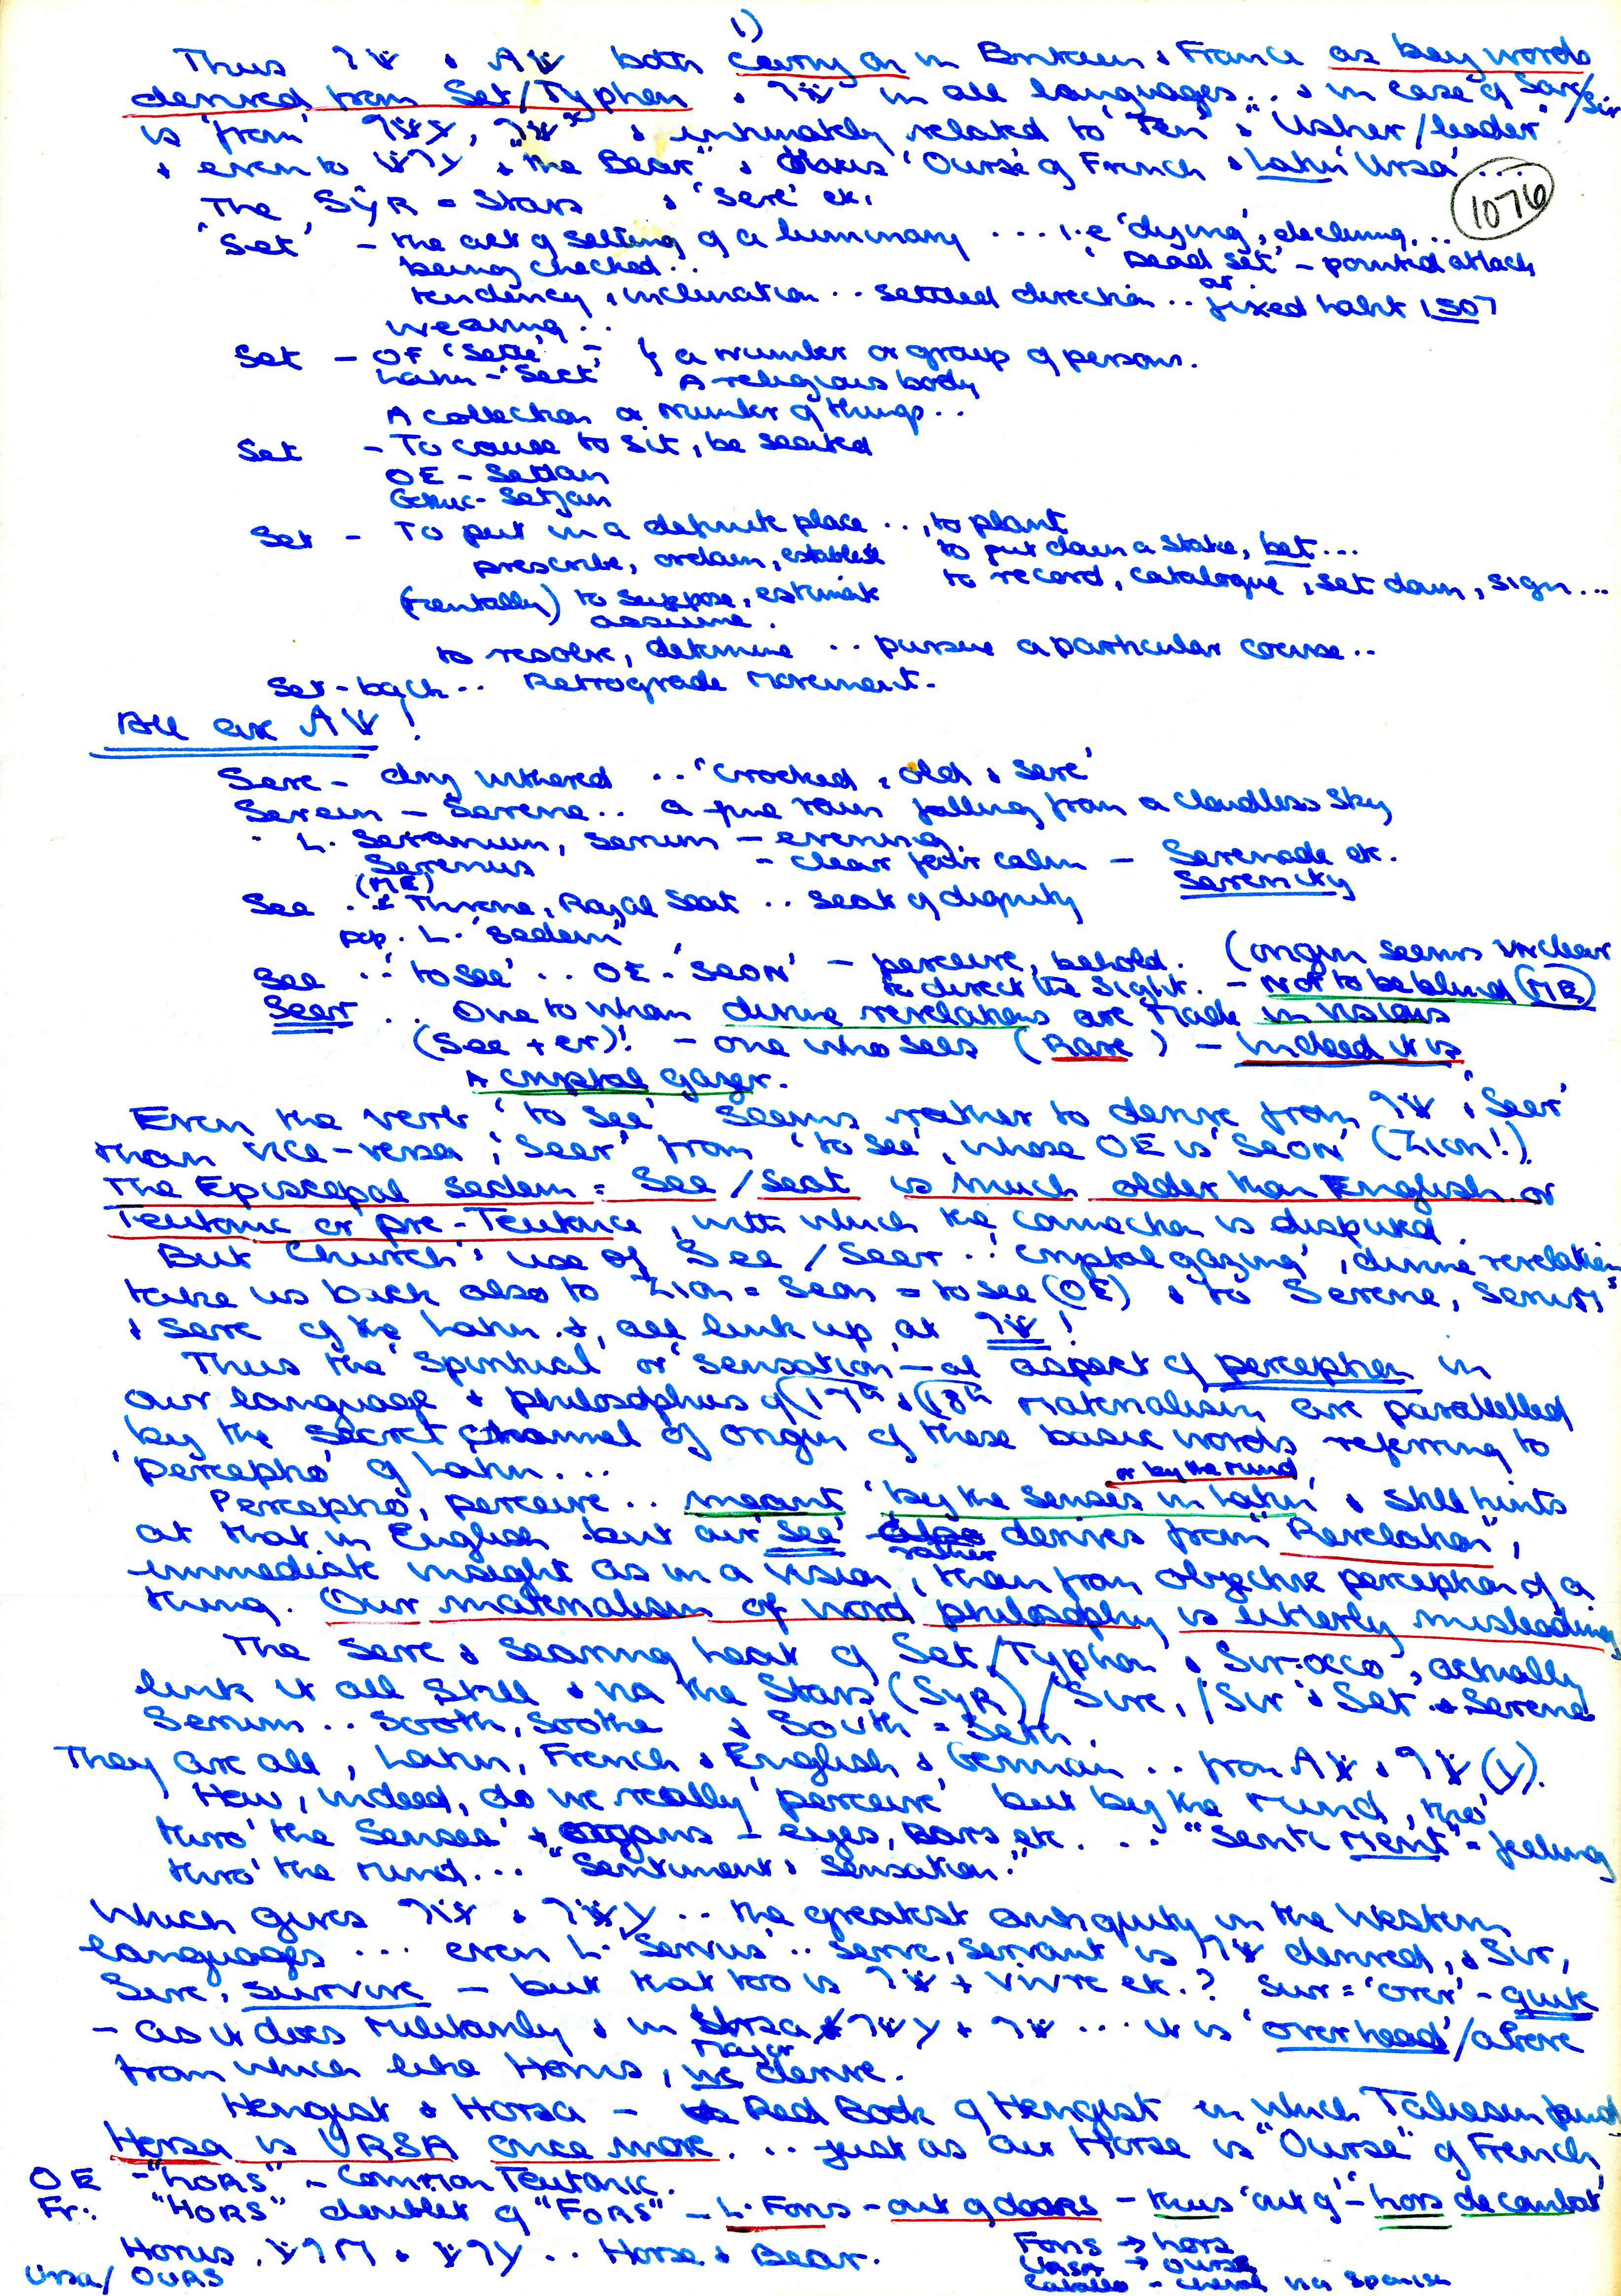 1)
Thus & both carry on in Britain & France as key words
derived from Set/Typhon & in all languages .. & in case of Sare/Sir
is 'from' & intimately related to 'Ten' & "Usher/leader"
& even to & "the Bear" & thus 'Ourse' of French & Latin 'Ursa' ...
1076
The SYR = Stars & 'Sere' etc.
'Set' - the act of setting of a luminary ... i.e 'dying', declining ...
being checked .. 'Dead Set' - pointed attack
tendency, inclination .. settled direction .. or fixed habit 1507
wearing ..
Set - OF 'Sette' - } a number or group of persons.
Latin - 'Sect' A religious body
A collection or number of things ..
Set - To cause to sit, be seated
OE - Settan
Gothic - Satjan
Set - To put in a definite place .., to plant
prescribe, ordain, establish to put down a stake, bet ...
(mentally) to suppose, estimate to record, catalogue, set down, sign ...
assume.
to resolve, determine .. pursue a particular course ..
Set-back .. Retrograde Movement.
All are !
Sere - dry withered .. 'Crooked, old & sere'
Serein - Serene .. a fine rain falling from a cloudless sky
L. Seranum, serum - evening
Serenus - clear fair calm - Serenade etc.
Serenity
(ME)
See .. Throne, Royal Seat .. seat of dignity
pop. L. "Sedem"
See .. 'to see' .. OE - 'SEON' - perceive, behold. (origin seems unclear
to direct the sight. - Not to be blind (ME)
Seer .. One to whom divine revelations are made in visions
(See + er)! - one who sees (Rare) - indeed it is
A crystal gazer.
Even the verb 'to see' seems rather to derive from , 'Seer'
than vice-versa; 'Seer' from 'to see', whose OE is 'SEON' (Zion!).
The Episcopal Sedem = See/Seat is much older than English or
Teutonic or pre-Teutonic, with which the connection is disputed.
But Church's use of See/Seer .. 'crystal gazing', divine revelations
take us back also to Zion = Seon = to see (OE) & to Serene, Serum
& Sere of the Latin & all link up at !
Thus the 'Spiritual' or 'sensation'-al aspect of perception in
our language & philosophies of 17th & 18th materialism are parallelled
by the secret channel of origin of these basic words referring to
'perceptio' of Latin ...
or by the mind
Perceptio, perceive .. meant 'by the senses in Latin' & still hints
at that in English but our 'see' derives from "Revelation",
rather
immediate insight as in a vision, than from objective perception of a
thing. Our materialism of word philosophy is utterly misleading
The Sere & Searing heat of Set/Typhon & Sir-occo, actually
link it all still & via the Stars (SYR)/Sire,/Sir & Set & Serene
Serum .. Sooth, Soothe & South = Seth.
They are all, Latin, French & English & German .. from
How, indeed, do we really 'perceive' but by the mind, tho'
thro' the 'Senses' & organs - eyes, ears etc. ... "Senti Ment" = feeling
thro' the mind... "Sentiment & Sensation."
Which gives & .. the greatest antiquity in the Western
languages ... even L. 'Servus' .. serve, servant is derived, & Sir,
Sire, survive - but that too is + vivre etc.? Sur = 'over' - quite
- as it does militantly & in & + ... it is 'overhead'/above
major
from which like Horus, we derive.
Hengist & Horsa - Red Book of Hengist in which Taliesin
Horsa is URSA once more ... just as our Horse is "Ourse" of French
OE - "HORS" - Common Teutonic.
Fr: "HORS" doublet of "FORS" - L. Foris - out of doors - thus 'out of' - hors de combat'
Horus, & .. Horse & Bear.
Foris → hors
Ursa → ourse
Ursa/OURS
Caballo - cheval via Spanish